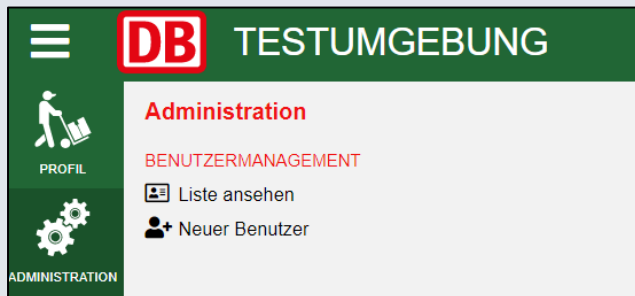 DB TESTUMGEBUNG
PROFIL
ADMINISTRATION
Administration
BENUTZERMANAGEMENT
Liste ansehen
Neuer Benutzer